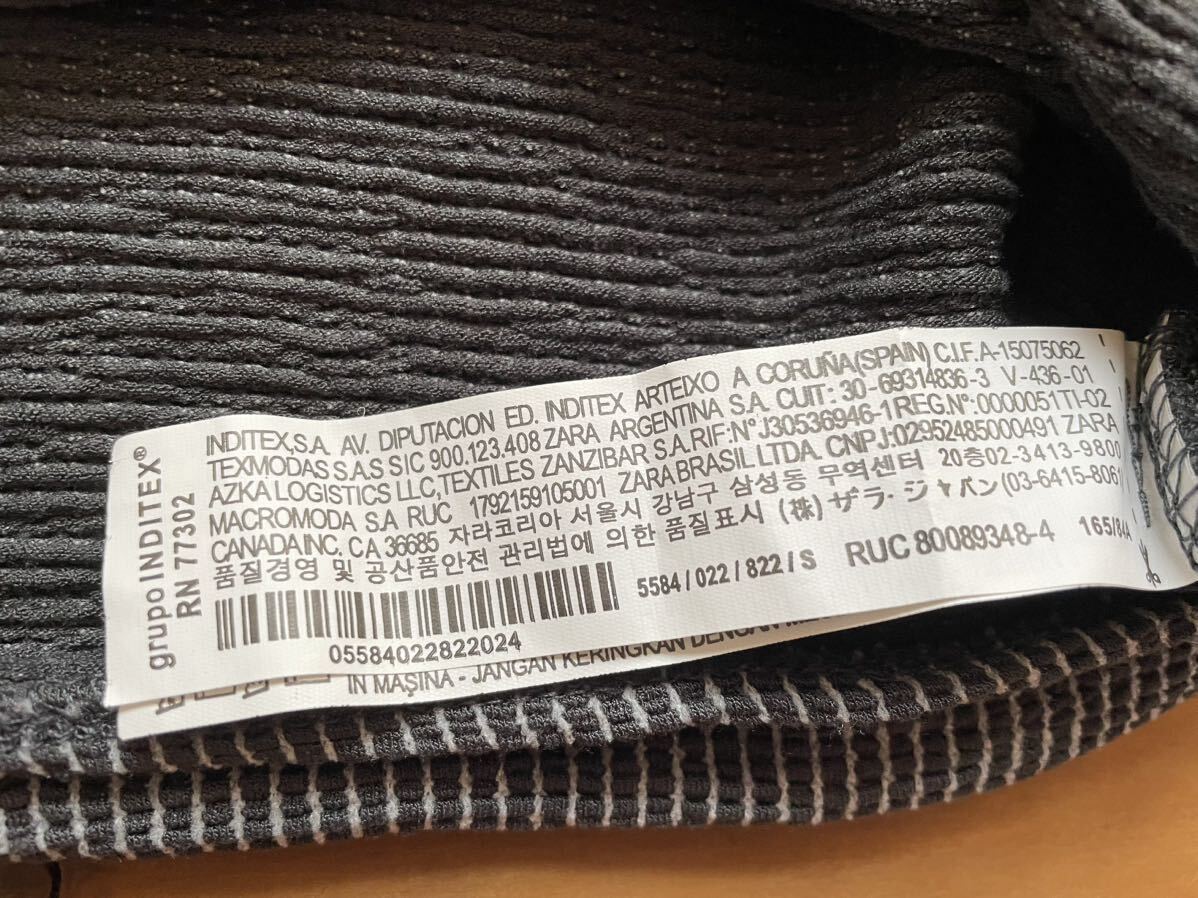 grupo INDITEX®
RN 77302
INDITEX,S.A. AV. DIPUTACION ED. INDITEX ARTEIXO A CORUÑA(SPAIN) C.I.F.A-15075062
TEXMODAS S.A.S SIC 900.123.408 ZARA ARGENTINA S.A. CUIT: 30-69314836-3 V-436-01
AZKA LOGISTICS LLC,TEXTILES ZANZIBAR S.A.RIF:N°J30536946-1REG.N°:0000051TI-02
MACROMODA S.A RUC 1792159105001 ZARA BRASIL LTDA. CNPJ:02952485000491 ZARA
CANADA INC. CA 36685 자라코리아 서울시 강남구 삼성동 무역센터 20층02-3413-9800
품질경영 및 공산품안전 관리법에 의한 품질표시 (株) ザラ・ジャパン(03-6415-8061)
5584/022/822/S RUC 80089348-4 165/84A
05584022822024
IN MAŞINA - JANGAN KERINGKAN DENGAN